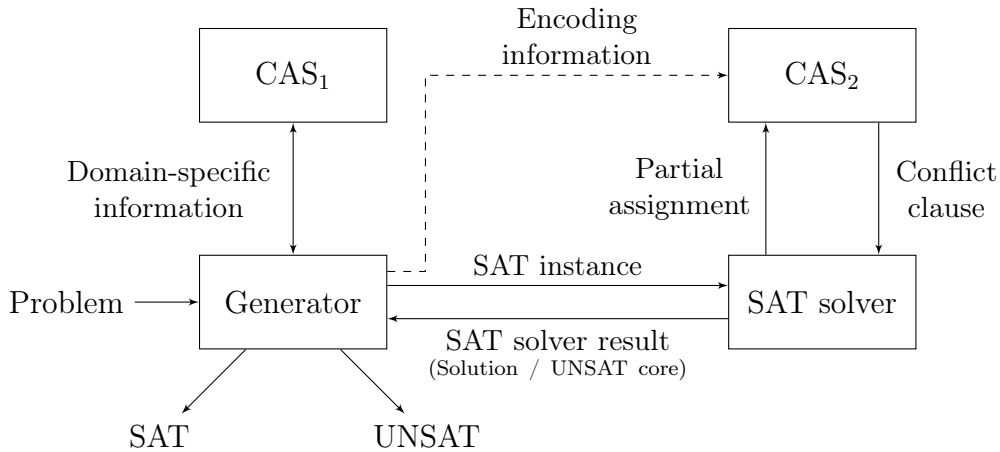 Encoding
information
CAS₁
CAS₂
Domain-specific
information
Partial
assignment
Conflict
clause
Problem
Generator
SAT instance
SAT solver
SAT solver result
(Solution / UNSAT core)
SAT
UNSAT